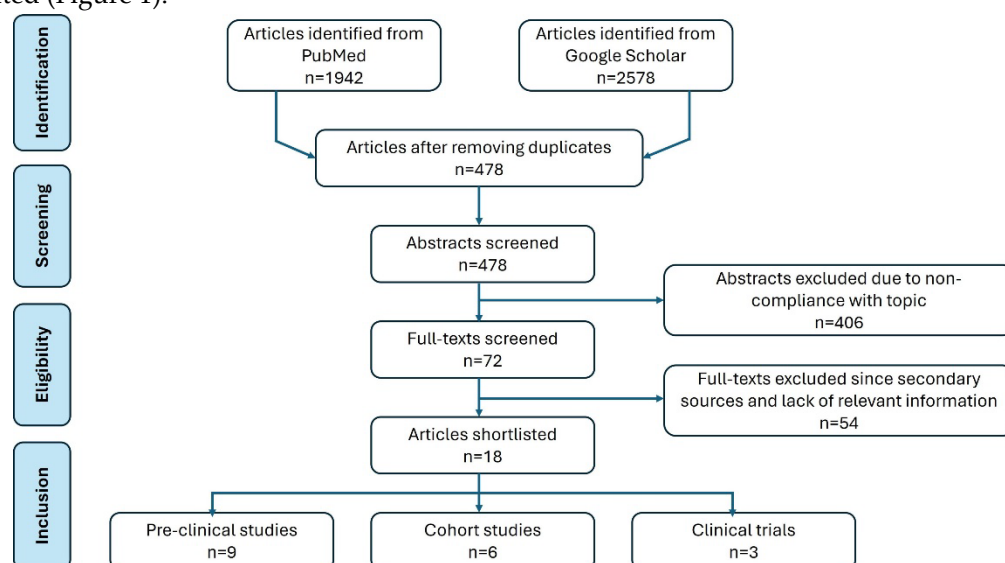 ited (Figure 1).
Identification
Articles identified from
PubMed
n=1942
Articles identified from
Google Scholar
n=2578
Articles after removing duplicates
n=478
Screening
Abstracts screened
n=478
Abstracts excluded due to non-
compliance with topic
n=406
Eligibility
Full-texts screened
n=72
Full-texts excluded since secondary
sources and lack of relevant information
n=54
Articles shortlisted
n=18
Inclusion
Pre-clinical studies
n=9
Cohort studies
n=6
Clinical trials
n=3